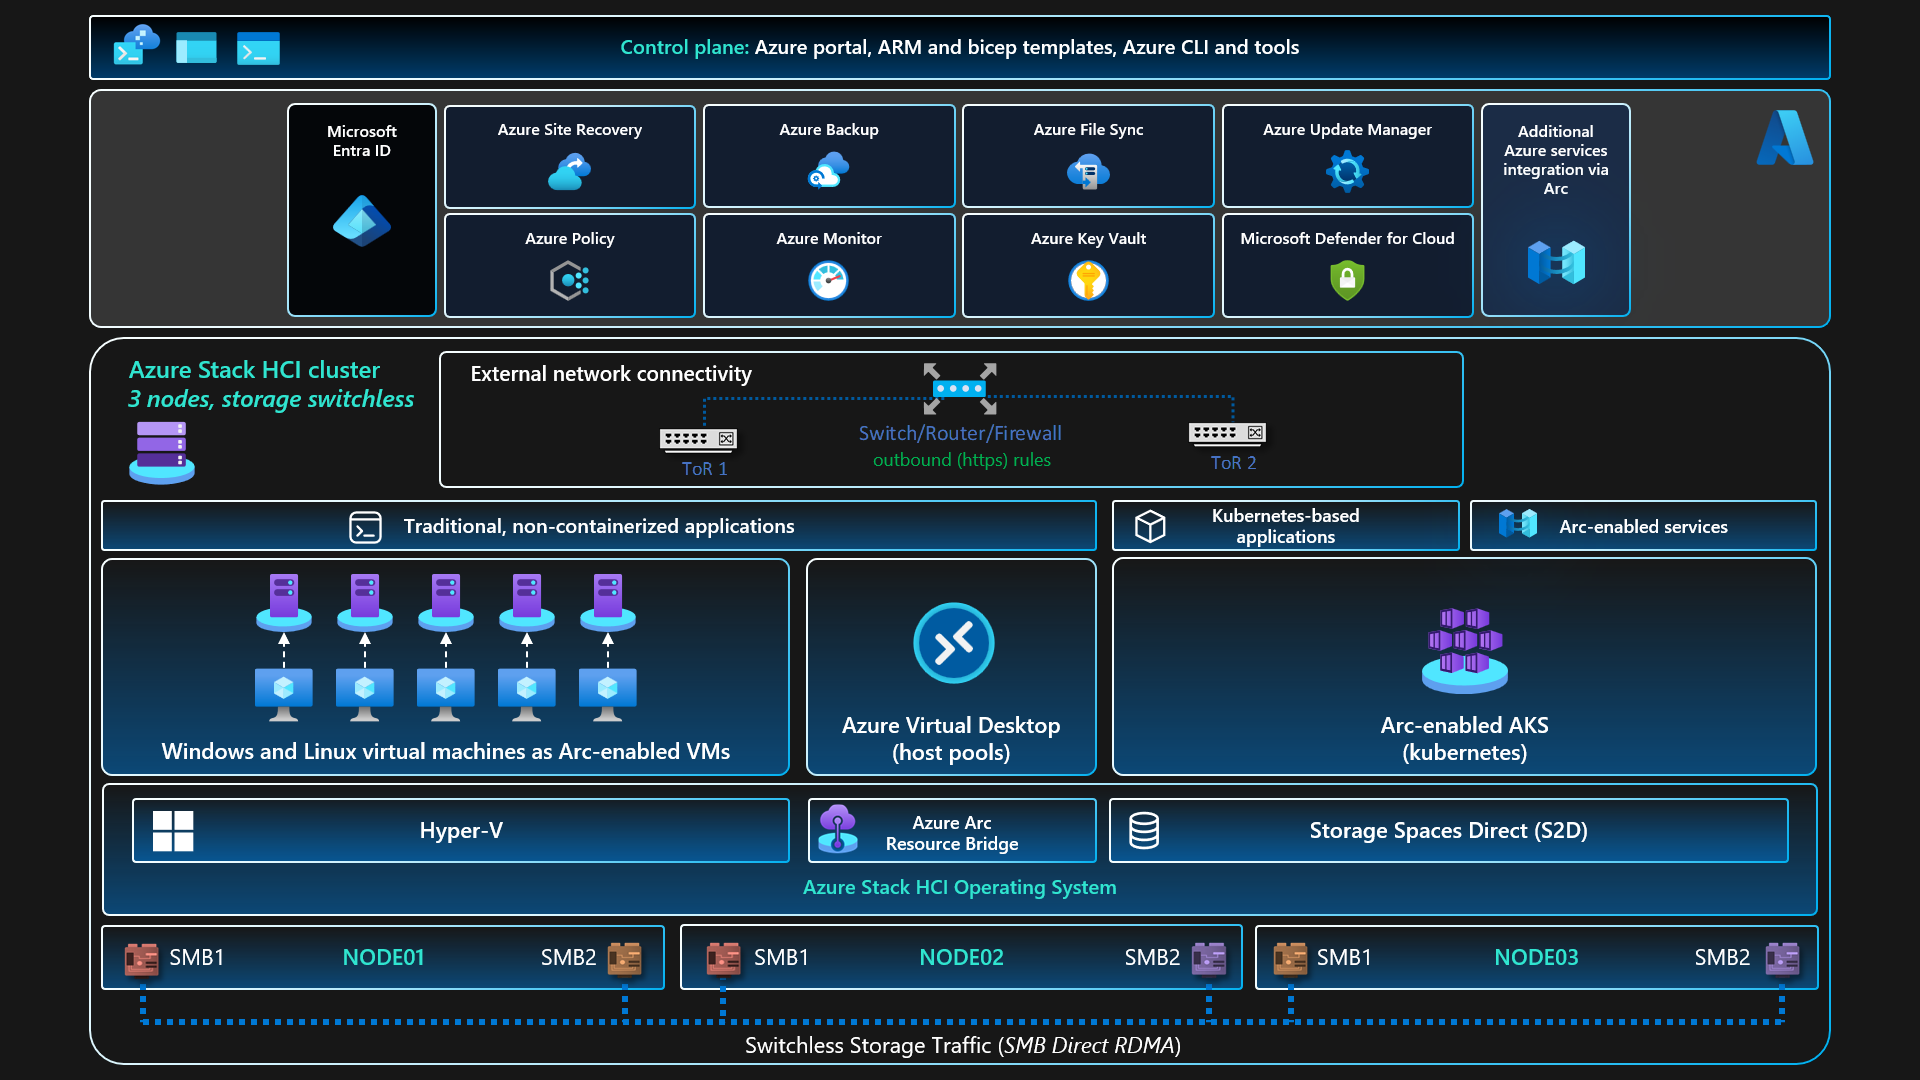 Control plane: Azure portal, ARM and bicep templates, Azure CLI and tools
Microsoft
Entra ID
Azure Site Recovery
Azure Backup
Azure File Sync
Azure Update Manager
Additional
Azure services
integration via
Arc
Azure Policy
Azure Monitor
Azure Key Vault
Microsoft Defender for Cloud
Azure Stack HCI cluster
3 nodes, storage switchless
External network connectivity
Switch/Router/Firewall
outbound (https) rules
ToR 1
ToR 2
Traditional, non-containerized applications
Kubernetes-based
applications
Arc-enabled services
Windows and Linux virtual machines as Arc-enabled VMs
Azure Virtual Desktop
(host pools)
Arc-enabled AKS
(kubernetes)
Hyper-V
Azure Arc
Resource Bridge
Storage Spaces Direct (S2D)
Azure Stack HCI Operating System
SMB1 NODE01 SMB2
SMB1 NODE02 SMB2
SMB1 NODE03 SMB2
Switchless Storage Traffic (SMB Direct RDMA)